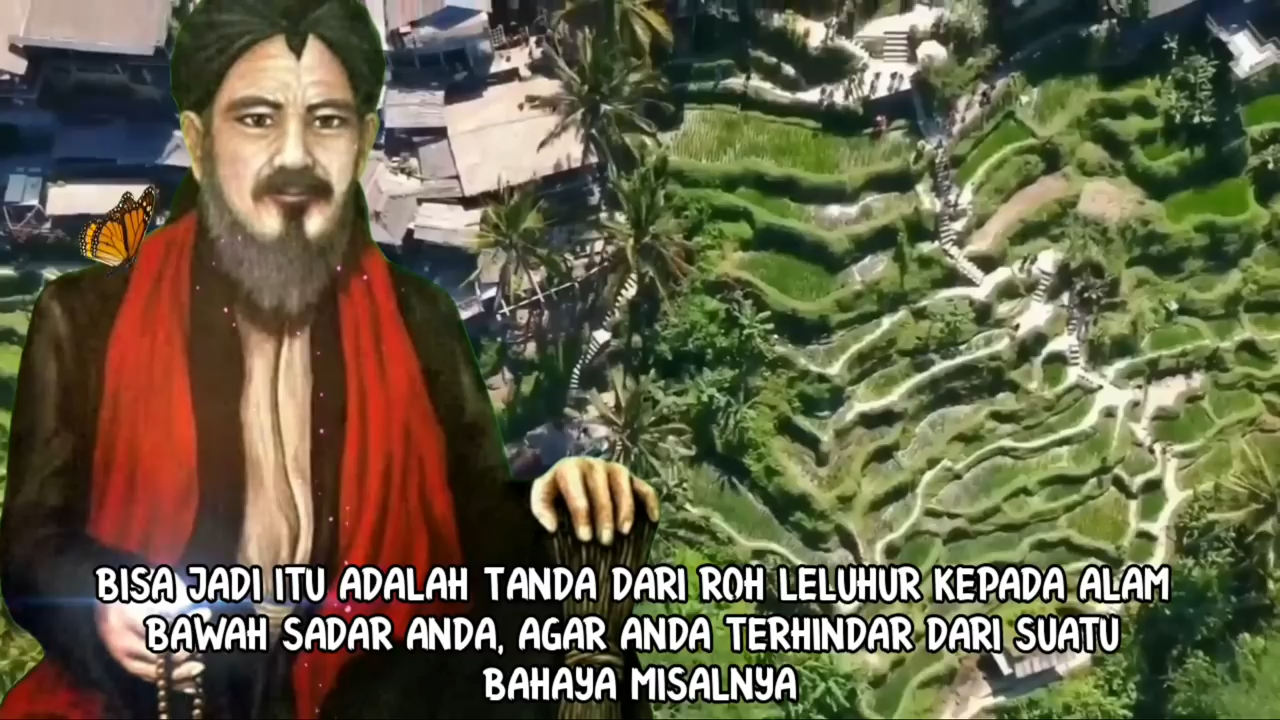 BISA JADI ITU ADALAH TANDA DARI ROH LELUHUR KEPADA ALAM
BAWAH SADAR ANDA, AGAR ANDA TERHINDAR DARI SUATU
BAHAYA MISALNYA